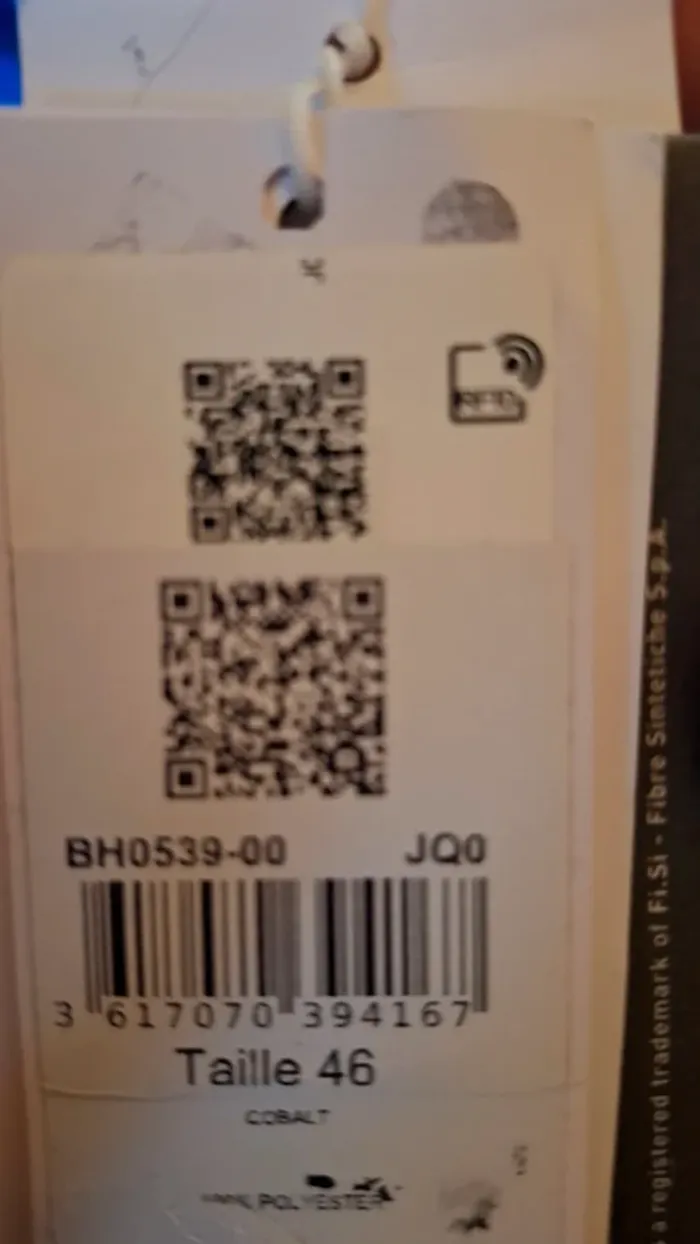 RFID
BH0539-00 JQ0
3 617070 394167
Taille 46
COBALT
100% POLYESTER
a registered trademark of Fi.Si - Fibre Sintetiche S.p.A.